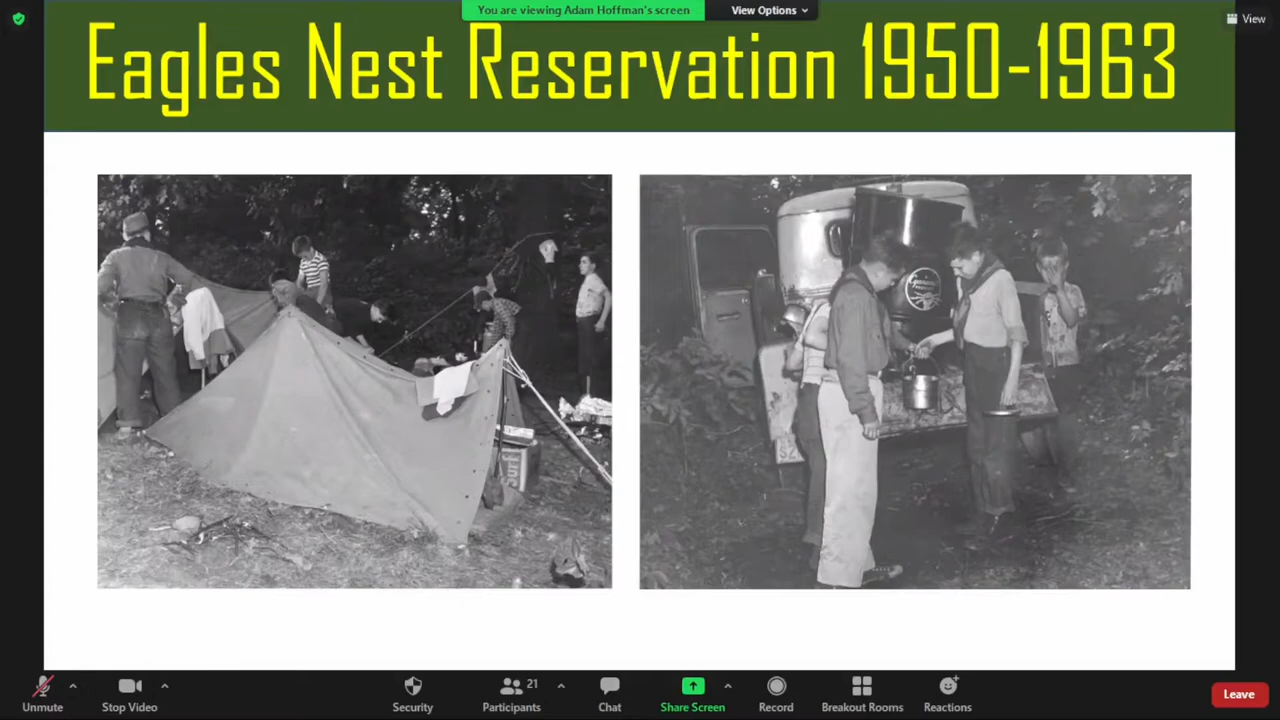 You are viewing Adam Hoffman's screen
View Options
View
Eagles Nest Reservation 1950-1963
Surf
Unmute
Stop Video
Security
21
Participants
Chat
Share Screen
Record
Breakout Rooms
Reactions
Leave